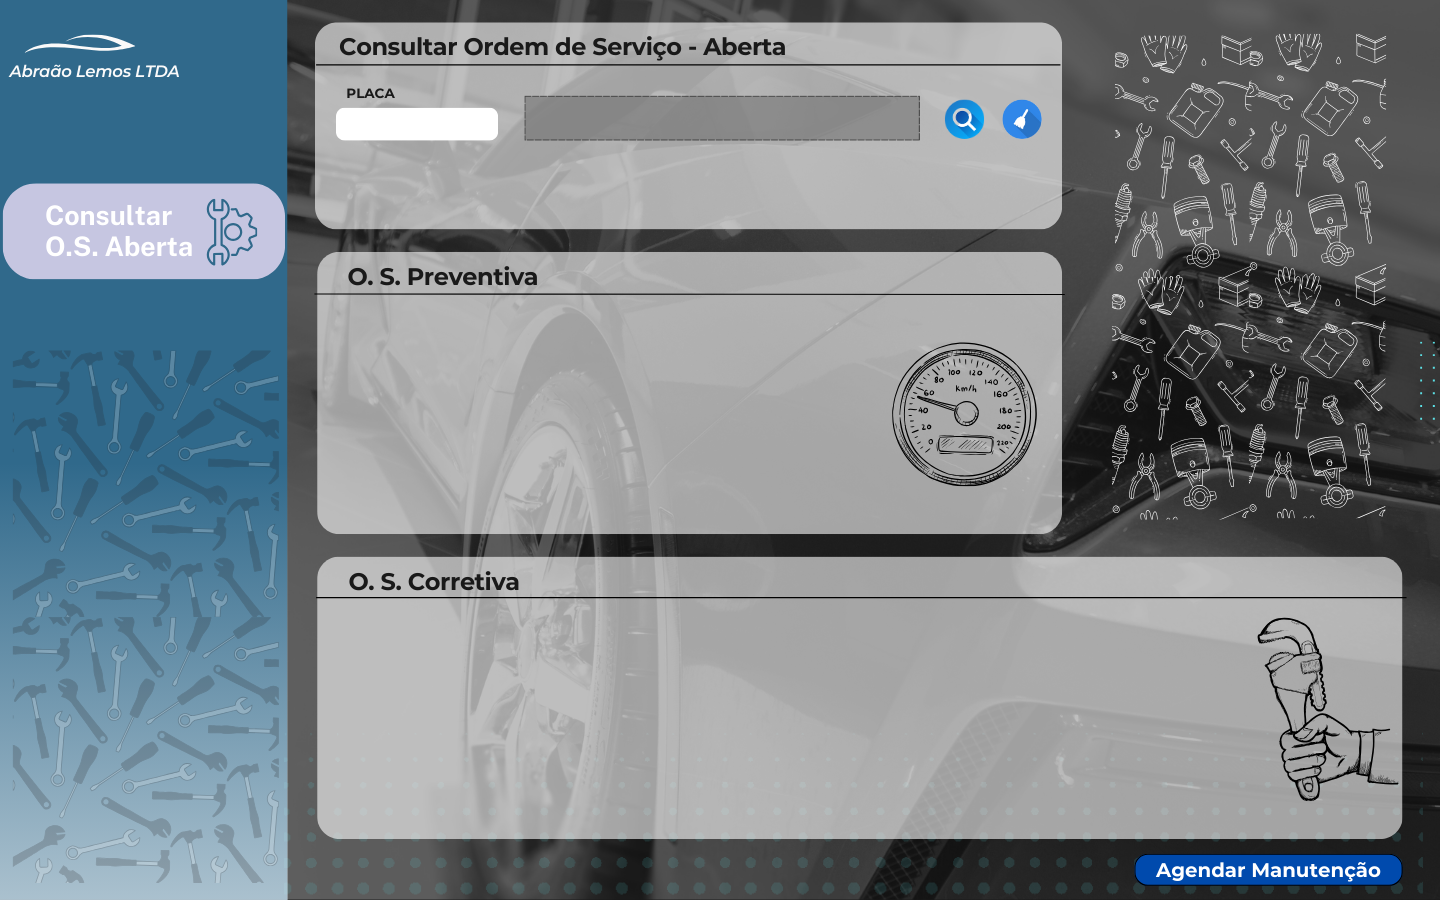 Abraão Lemos LTDA
Consultar
O.S. Aberta
Consultar Ordem de Serviço - Aberta
PLACA
O. S. Preventiva
0
20
40
60
80
100
120
140
160
180
200
220
km/h
O. S. Corretiva
Agendar Manutenção